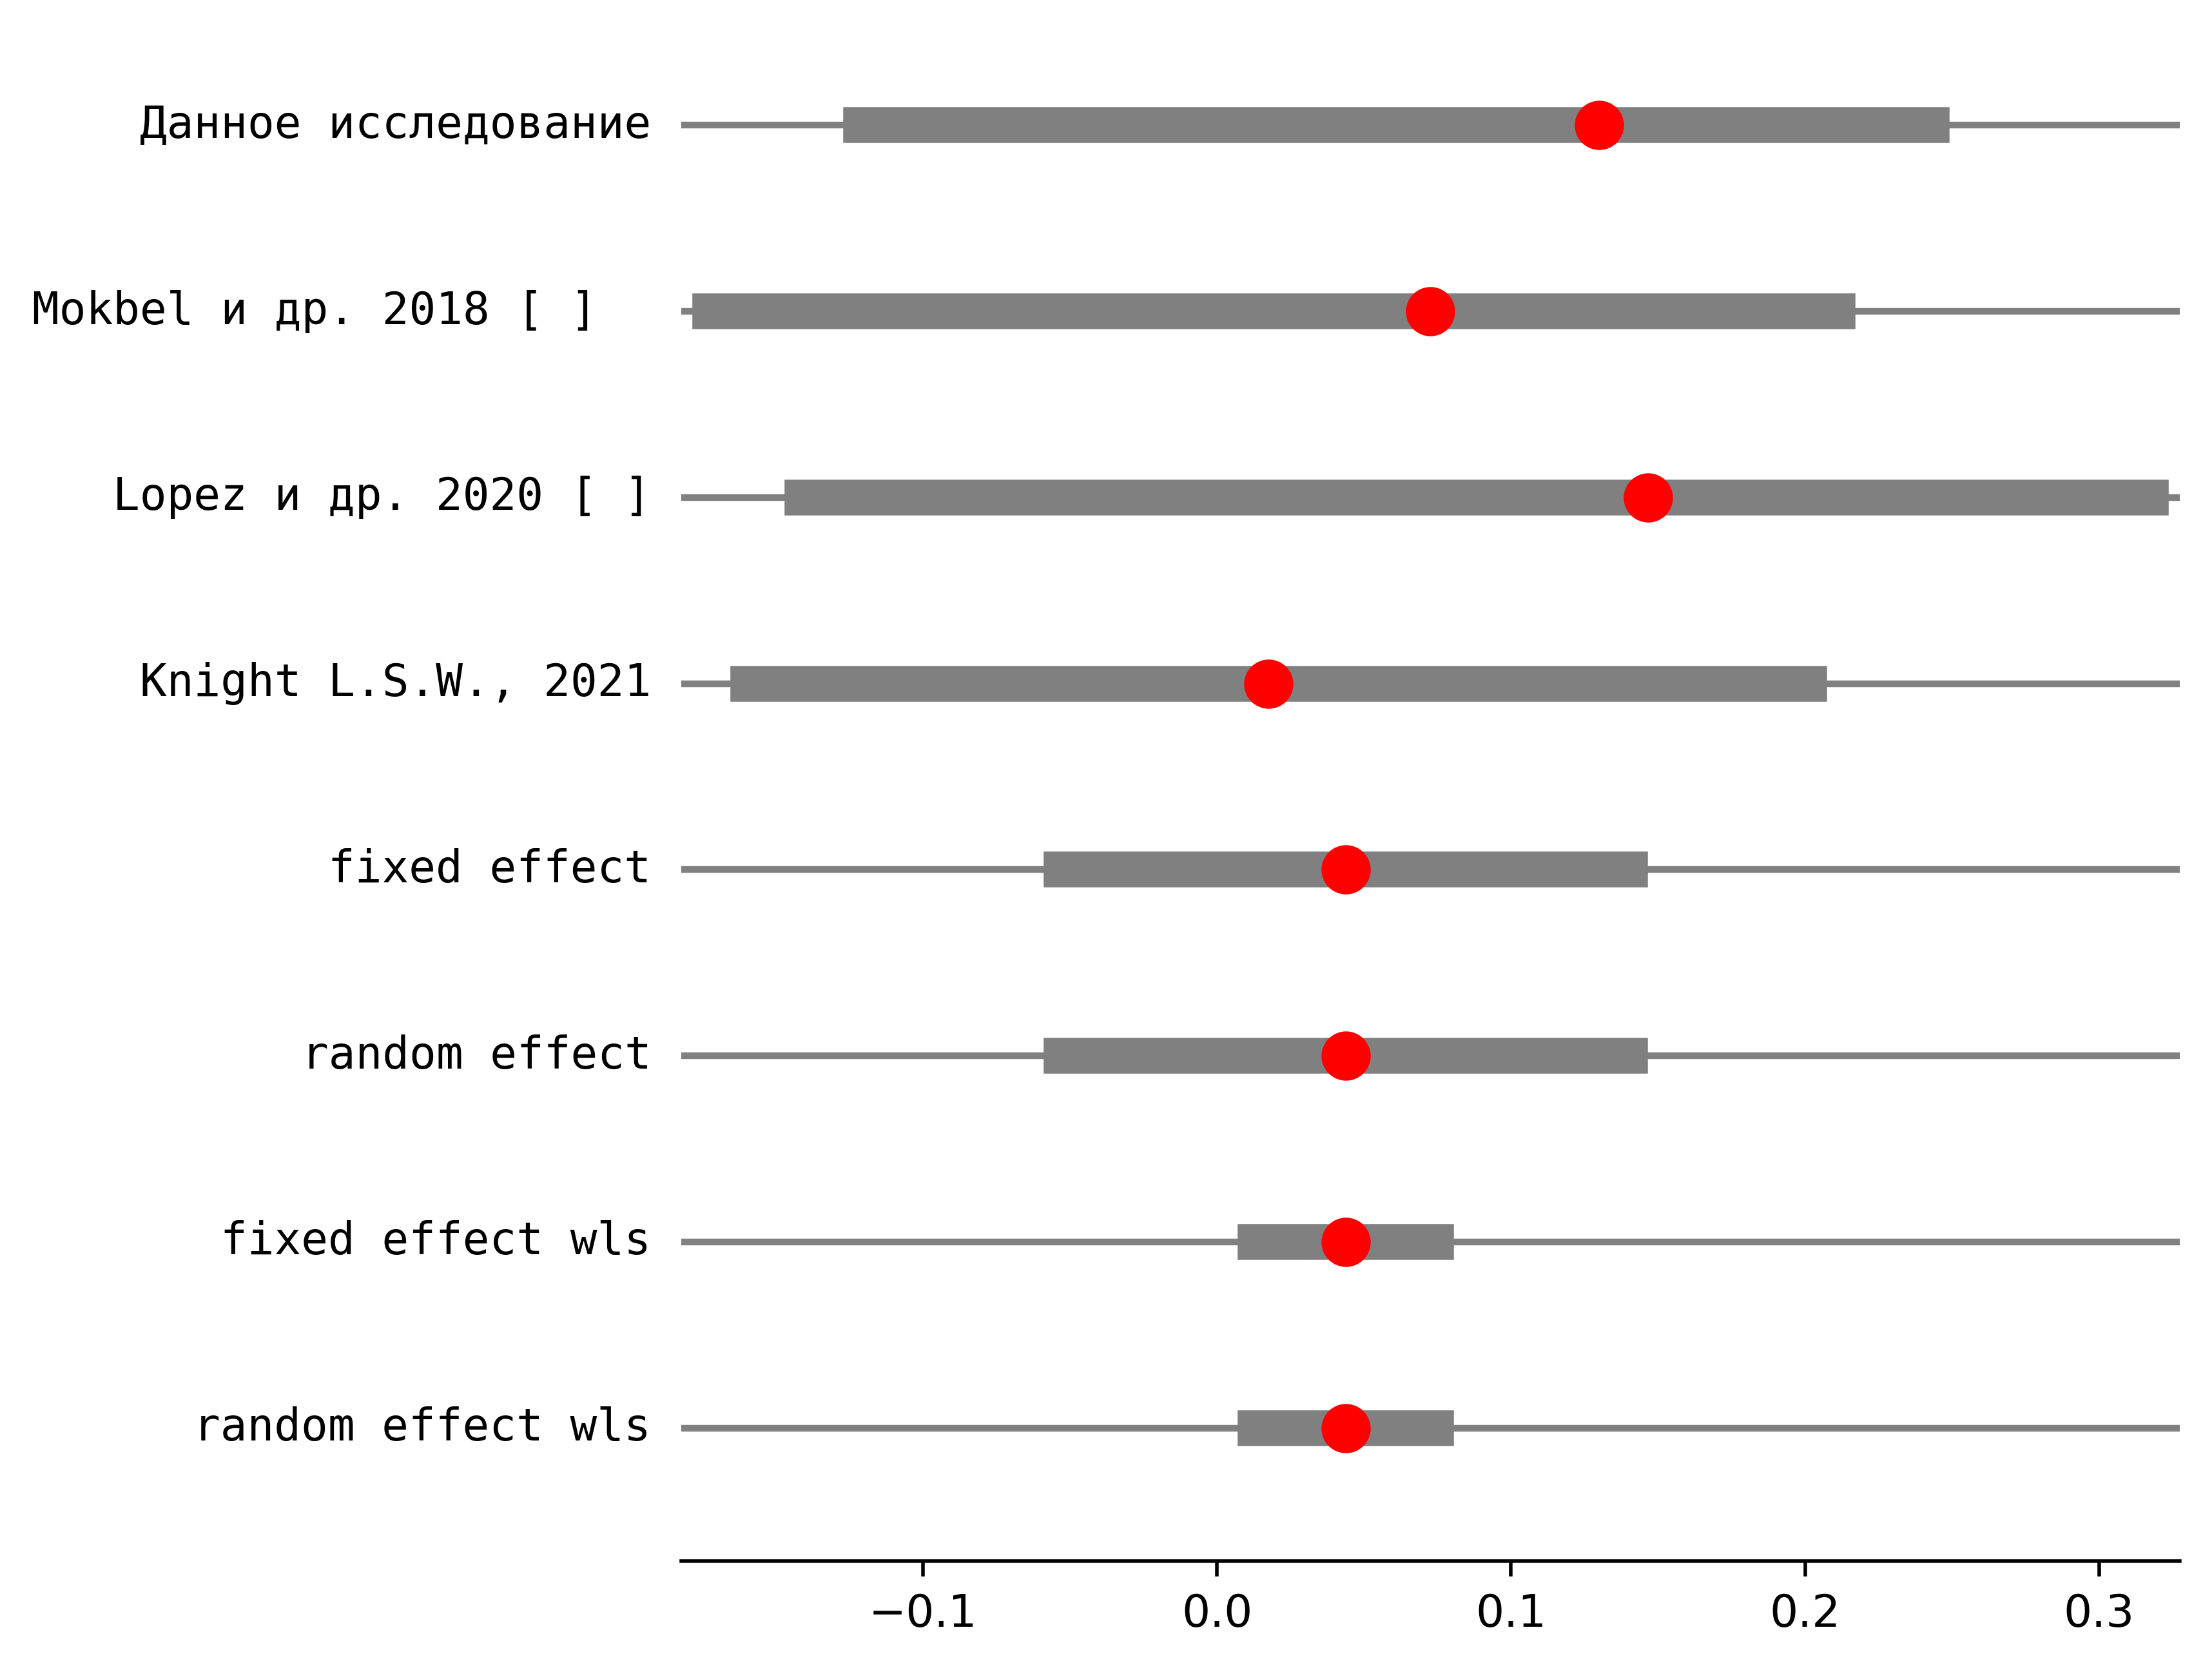 Данное исследование
Mokbel и др. 2018 [ ]
Lopez и др. 2020 [ ]
Knight L.S.W., 2021
fixed effect
random effect
fixed effect wls
random effect wls
−0.1 0.0 0.1 0.2 0.3